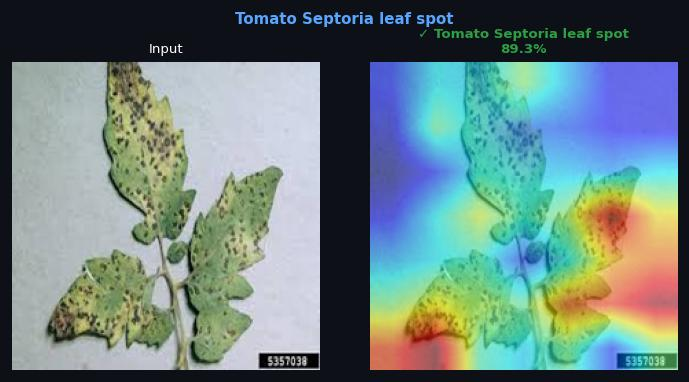 Tomato Septoria leaf spot
Input
✓ Tomato Septoria leaf spot
89.3%
5357038
5357038